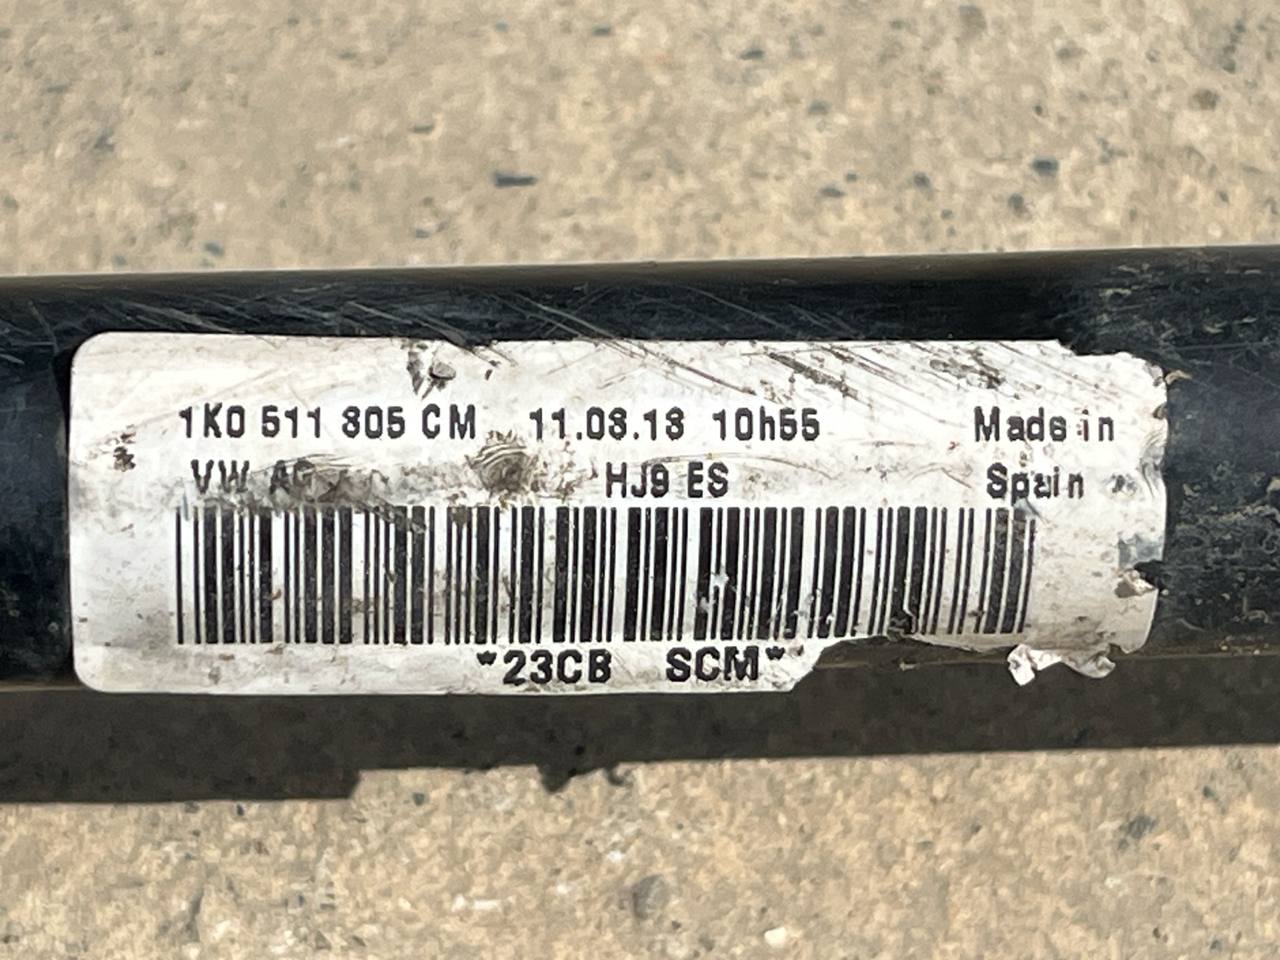 1K0 511 305 CM 11.03.13 10h55 Made in
VW AG HJ9 ES Spain
*23CB SCM*